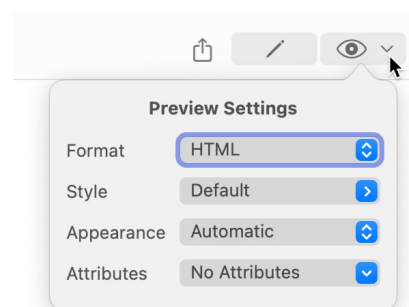 Preview Settings
Format HTML
Style Default
Appearance Automatic
Attributes No Attributes